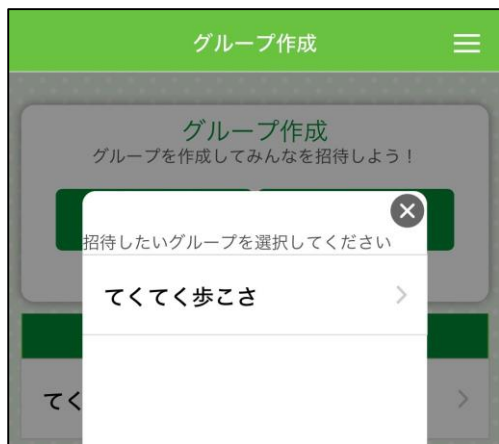 グループ作成
グループ作成
グループを作成してみんなを招待しよう！
招待したいグループを選択してください
てくてく歩こさ
てく